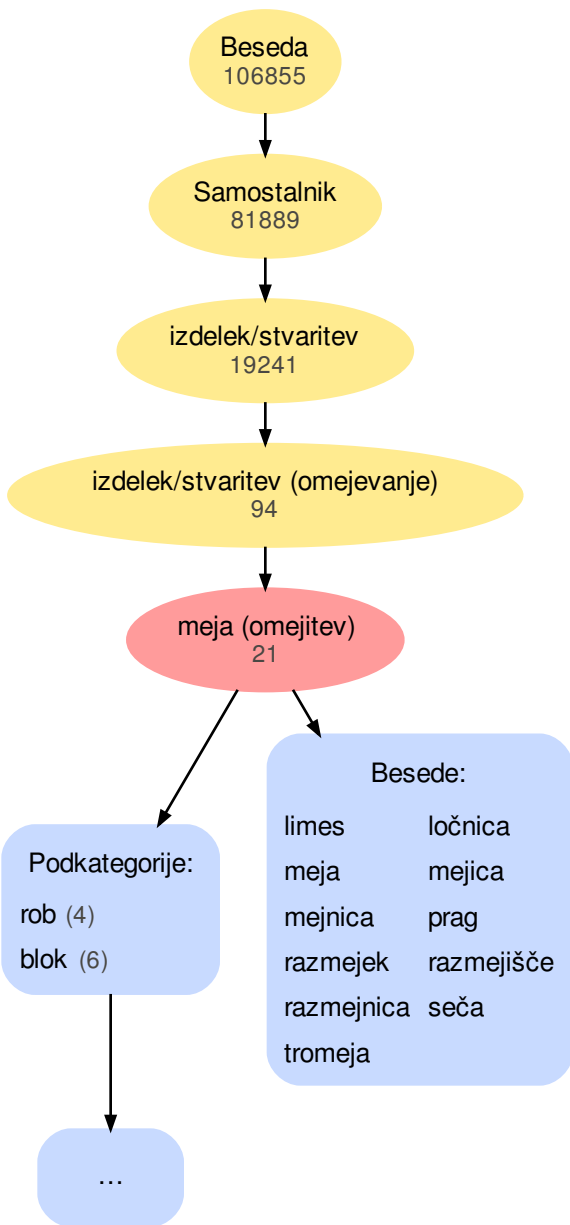 Beseda
106855
Samostalnik
81889
izdelek/stvaritev
19241
izdelek/stvaritev (omejevanje)
94
meja (omejitev)
21
Podkategorije:
rob (4)
blok (6)
...
Besede:
limes ločnica
meja mejica
mejnica prag
razmejek razmejišče
razmejnica seča
tromeja